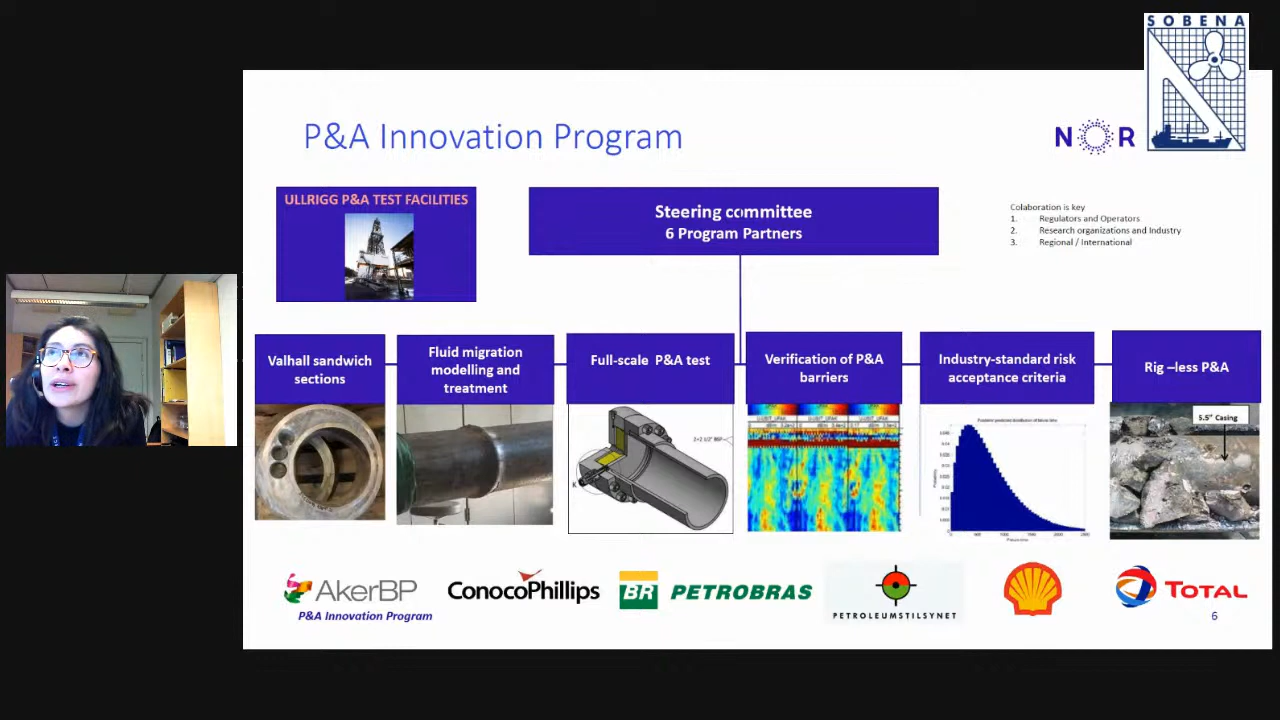 SOBENA
P&A Innovation Program
NOR
ULLRIGG P&A TEST FACILITIES
Steering committee
6 Program Partners
Colaboration is key
1. Regulators and Operators
2. Research organizations and Industry
3. Regional / International
Valhall sandwich
sections
Fluid migration
modelling and
treatment
Full-scale P&A test
Verification of P&A
barriers
Industry-standard risk
acceptance criteria
Rig –less P&A
5.5" Casing
AkerBP
ConocoPhillips
BR PETROBRAS
PETROLEUMSTILSYNET
TOTAL
P&A Innovation Program
6